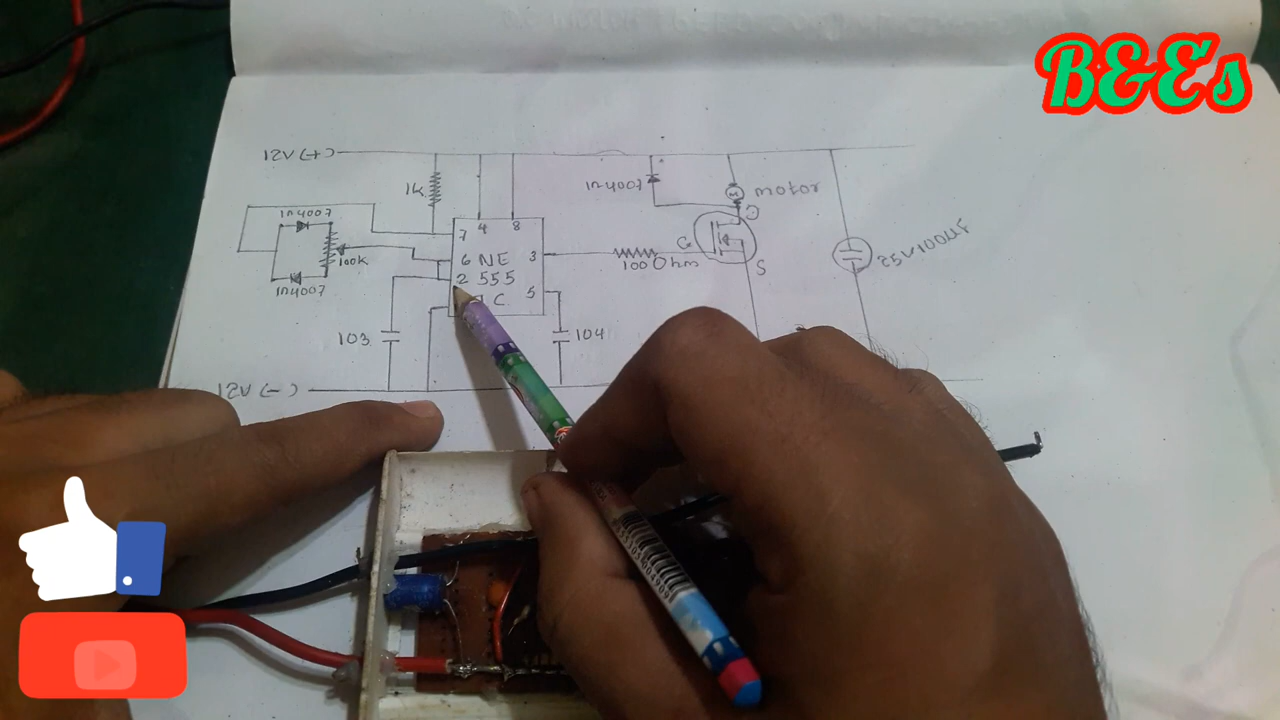 B&E's
12V(+)
1K
1n4007
1n4007
motor
1n4007
D
7 4 8
100K
6 NE 3
G
100 Ohm
S
25V100uF
2 555 5
C
103
104
12V(-)